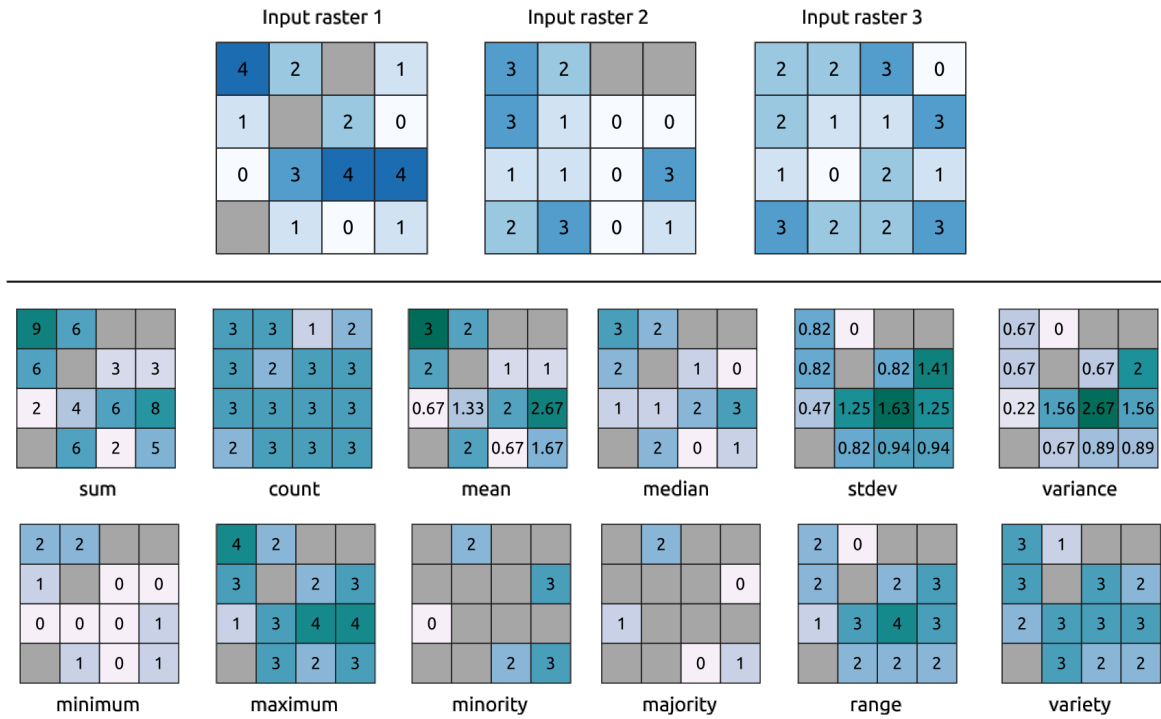 Input raster 1 Input raster 2 Input raster 3
4 2 1 3 2 2 2 3 0
1 2 0 3 1 0 0 2 1 1 3
0 3 4 4 1 1 0 3 1 0 2 1
1 0 1 2 3 0 1 3 2 2 3
9 6 3 3 1 2 3 2 3 2 0.82 0 0.67 0
6 3 3 3 2 3 3 2 1 1 2 1 0 0.82 0.82 1.41 0.67 0.67 2
2 4 6 8 3 3 3 3 0.67 1.33 2 2.67 1 1 2 3 0.47 1.25 1.63 1.25 0.22 1.56 2.67 1.56
6 2 5 2 3 3 3 2 0.67 1.67 2 0 1 0.82 0.94 0.94 0.67 0.89 0.89
sum count mean median stdev variance
2 2 4 2 2 2 2 0 3 1
1 0 0 3 2 3 3 0 2 2 3 3 3 2
0 0 0 1 1 3 4 4 0 1 1 3 4 3 2 3 3 3
1 0 1 3 2 3 2 3 0 1 2 2 2 3 2 2
minimum maximum minority majority range variety